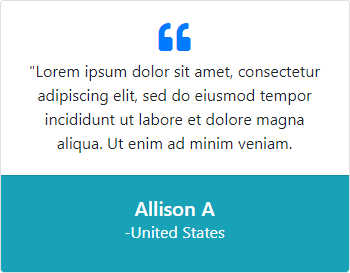 "Lorem ipsum dolor sit amet, consectetur
adipiscing elit, sed do eiusmod tempor
incididunt ut labore et dolore magna
aliqua. Ut enim ad minim veniam.
Allison A
-United States